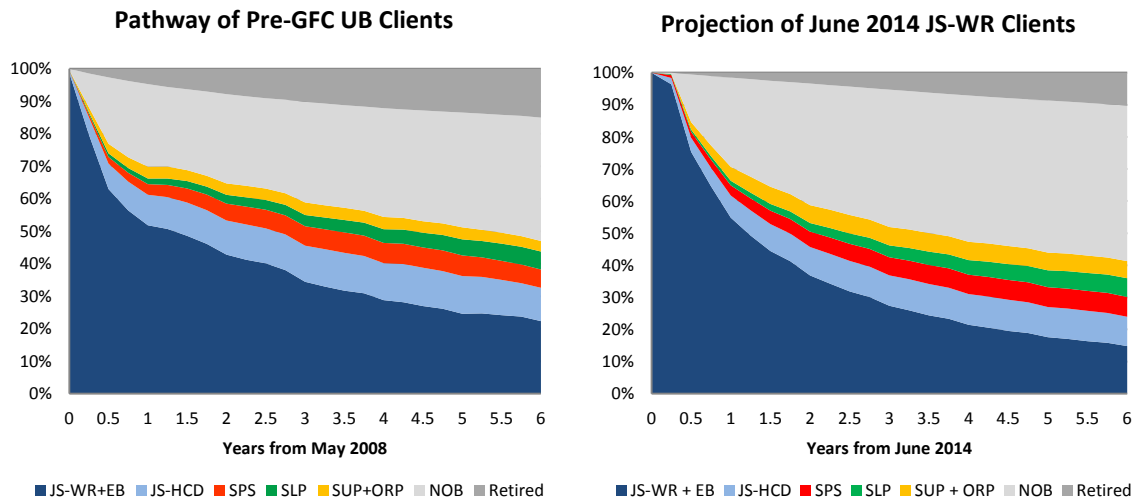 Pathway of Pre-GFC UB Clients
100%
90%
80%
70%
60%
50%
40%
30%
20%
10%
0%
0 0.5 1 1.5 2 2.5 3 3.5 4 4.5 5 5.5 6
Years from May 2008
JS-WR+EB JS-HCD SPS SLP SUP+ORP NOB Retired
Projection of June 2014 JS-WR Clients
100%
90%
80%
70%
60%
50%
40%
30%
20%
10%
0%
0 0.5 1 1.5 2 2.5 3 3.5 4 4.5 5 5.5 6
Years from June 2014
JS-WR + EB JS-HCD SPS SLP SUP + ORP NOB Retired